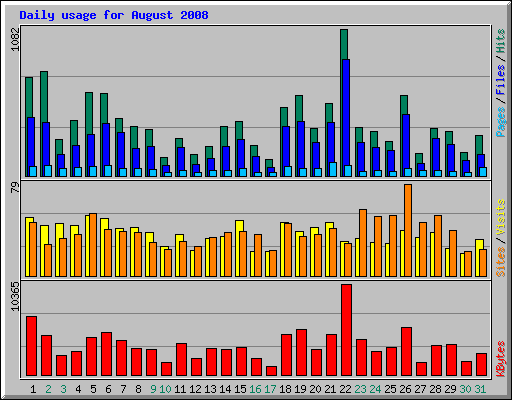 Daily usage for August 2008
1082
Pages / Files / Hits
79
Sites / Visits
10365
KBytes
1 2 3 4 5 6 7 8 9 10 11 12 13 14 15 16 17 18 19 20 21 22 23 24 25 26 27 28 29 30 31